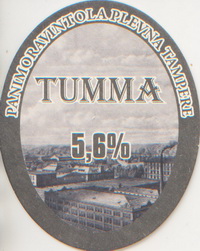 PANIMORAVINTOLA PLEVNA TAMPERE
TUMMA
5,6%